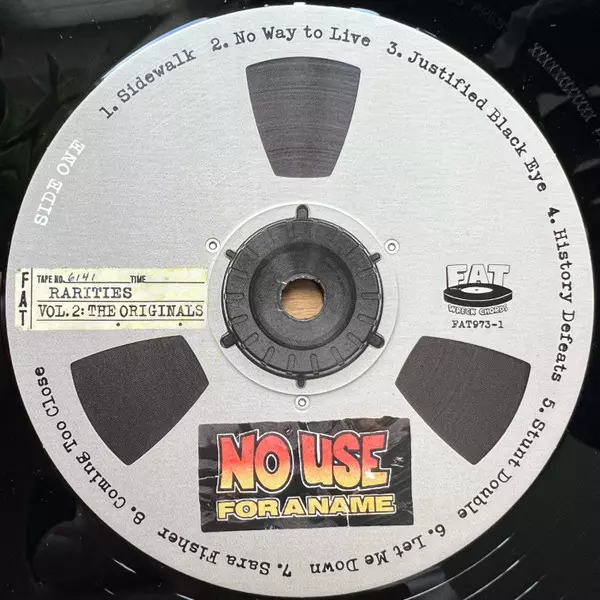 1. Sidewalk
2. No Way to Live
3. Justified Black Eye
4. History Defeats
5. Stunt Double
6. Let Me Down
7. Sara Fisher
8. Coming Too Close
SIDE ONE
FAT
TAPE NO. 6141 TIME
RARITIES
VOL. 2: THE ORIGINALS
FAT
WRECK CHORDS
FAT973-1
NO USE
FOR A NAME